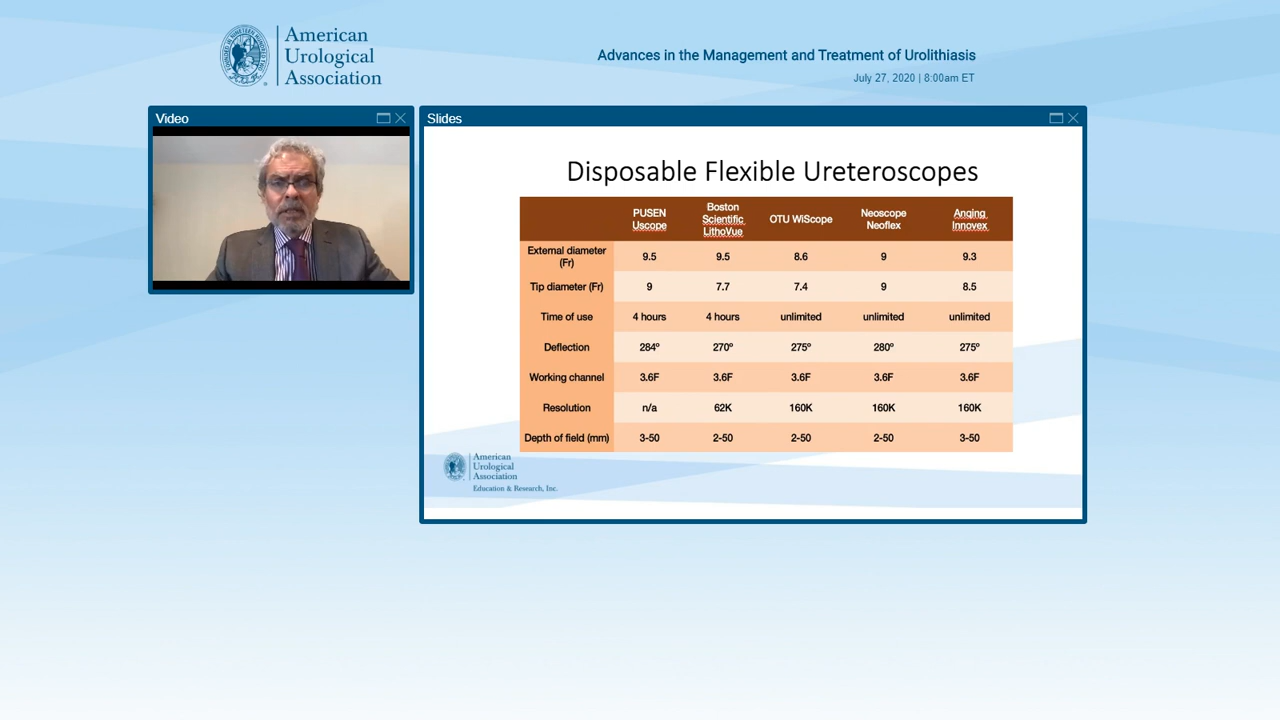 American
Urological
Association
Advances in the Management and Treatment of Urolithiasis
July 27, 2020 | 8:00am ET
Video
Slides
Disposable Flexible Ureteroscopes
PUSEN Uscope
Boston Scientific LithoVue
OTU WiScope
Neoscope Neoflex
Anqing Innovex
External diameter (Fr) 9.5 9.5 8.6 9 9.3
Tip diameter (Fr) 9 7.7 7.4 9 8.5
Time of use 4 hours 4 hours unlimited unlimited unlimited
Deflection 284º 270º 275º 280º 275º
Working channel 3.6F 3.6F 3.6F 3.6F 3.6F
Resolution n/a 62K 160K 160K 160K
Depth of field (mm) 3-50 2-50 2-50 2-50 3-50
American
Urological
Association
Education & Research, Inc.